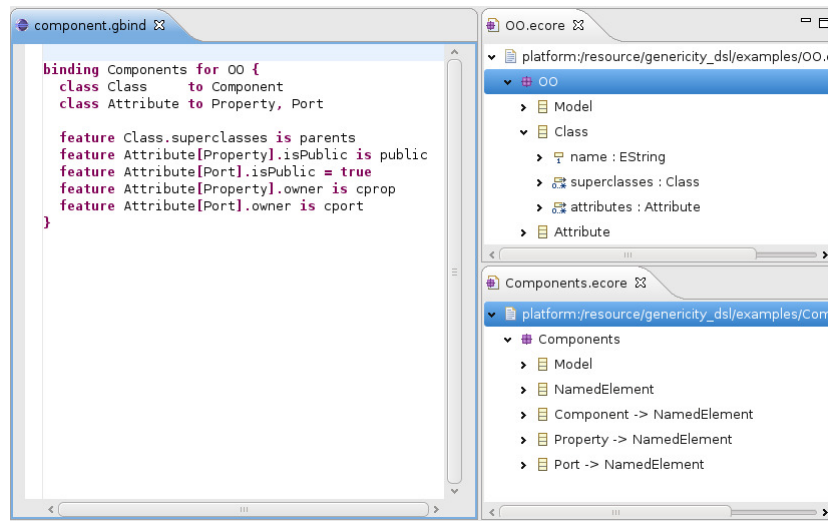 component.gbind
binding Components for OO {
class Class to Component
class Attribute to Property, Port
feature Class.superclasses is parents
feature Attribute[Property].isPublic is public
feature Attribute[Port].isPublic = true
feature Attribute[Property].owner is cprop
feature Attribute[Port].owner is cport
}
OO.ecore
platform:/resource/genericity_dsl/examples/OO.
OO
Model
Class
name : EString
superclasses : Class
attributes : Attribute
Attribute
Components.ecore
platform:/resource/genericity_dsl/examples/Com
Components
Model
NamedElement
Component -> NamedElement
Property -> NamedElement
Port -> NamedElement